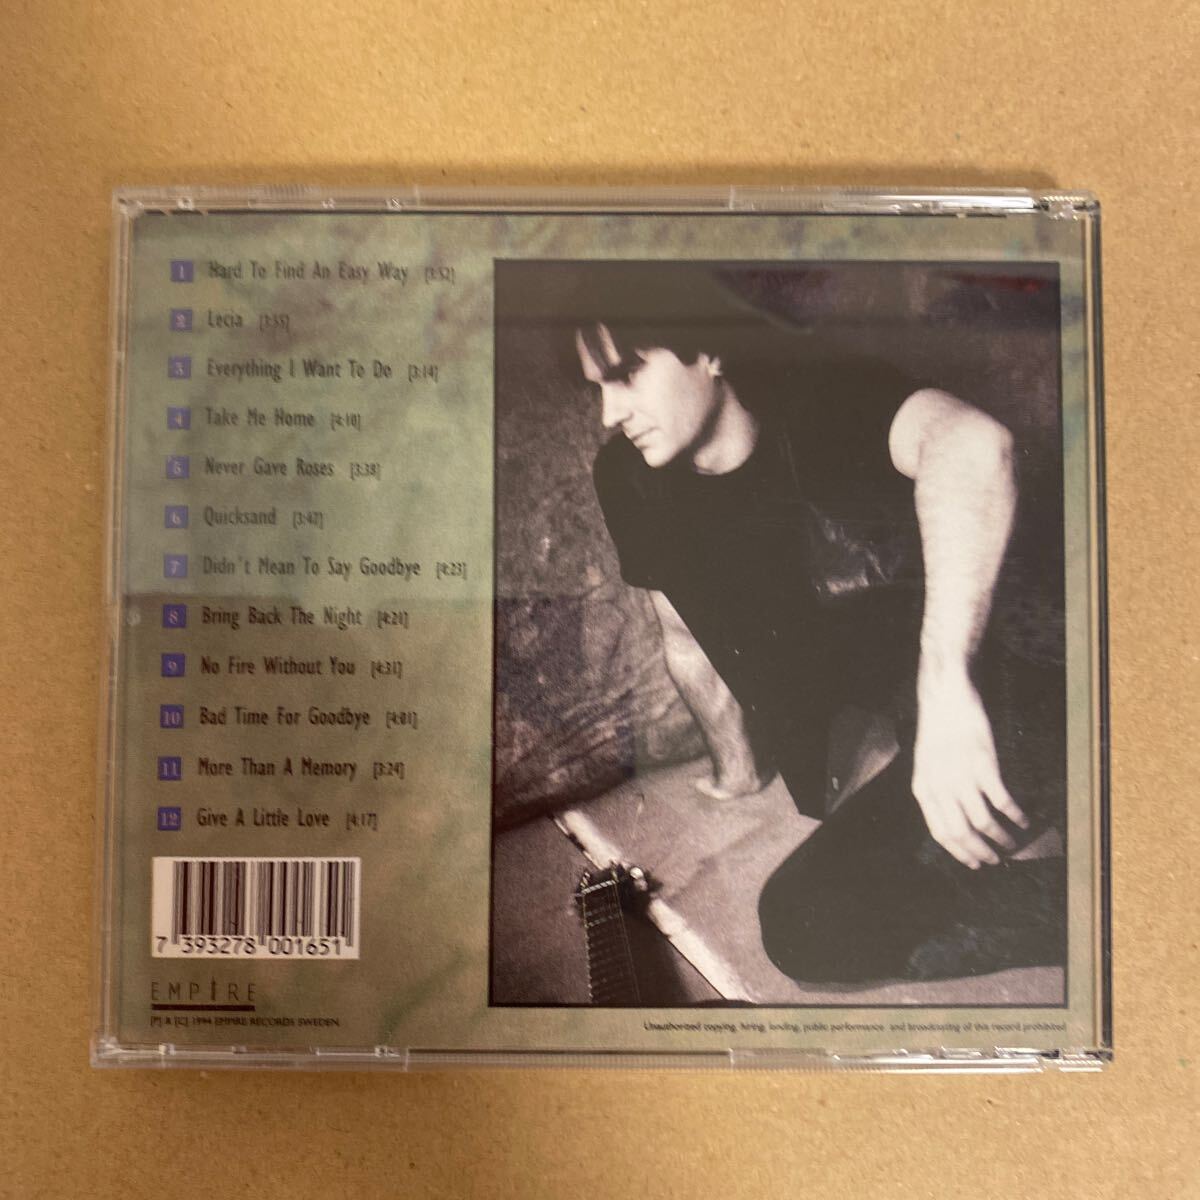 1 Hard To Find An Easy Way [3:52]
2 Lecia [3:55]
3 Everything I Want To Do [3:14]
4 Take Me Home [4:10]
5 Never Gave Roses [3:38]
6 Quicksand [3:42]
7 Didn't Mean To Say Goodbye [4:23]
8 Bring Back The Night [4:21]
9 No Fire Without You [4:31]
10 Bad Time For Goodbye [4:01]
11 More Than A Memory [3:24]
12 Give A Little Love [4:17]
7 393278 001651
EMPIRE
[P] & [C] 1994 EMPIRE RECORDS SWEDEN
Unauthorized copying, hiring, lending, public performance and broadcasting of this record prohibited